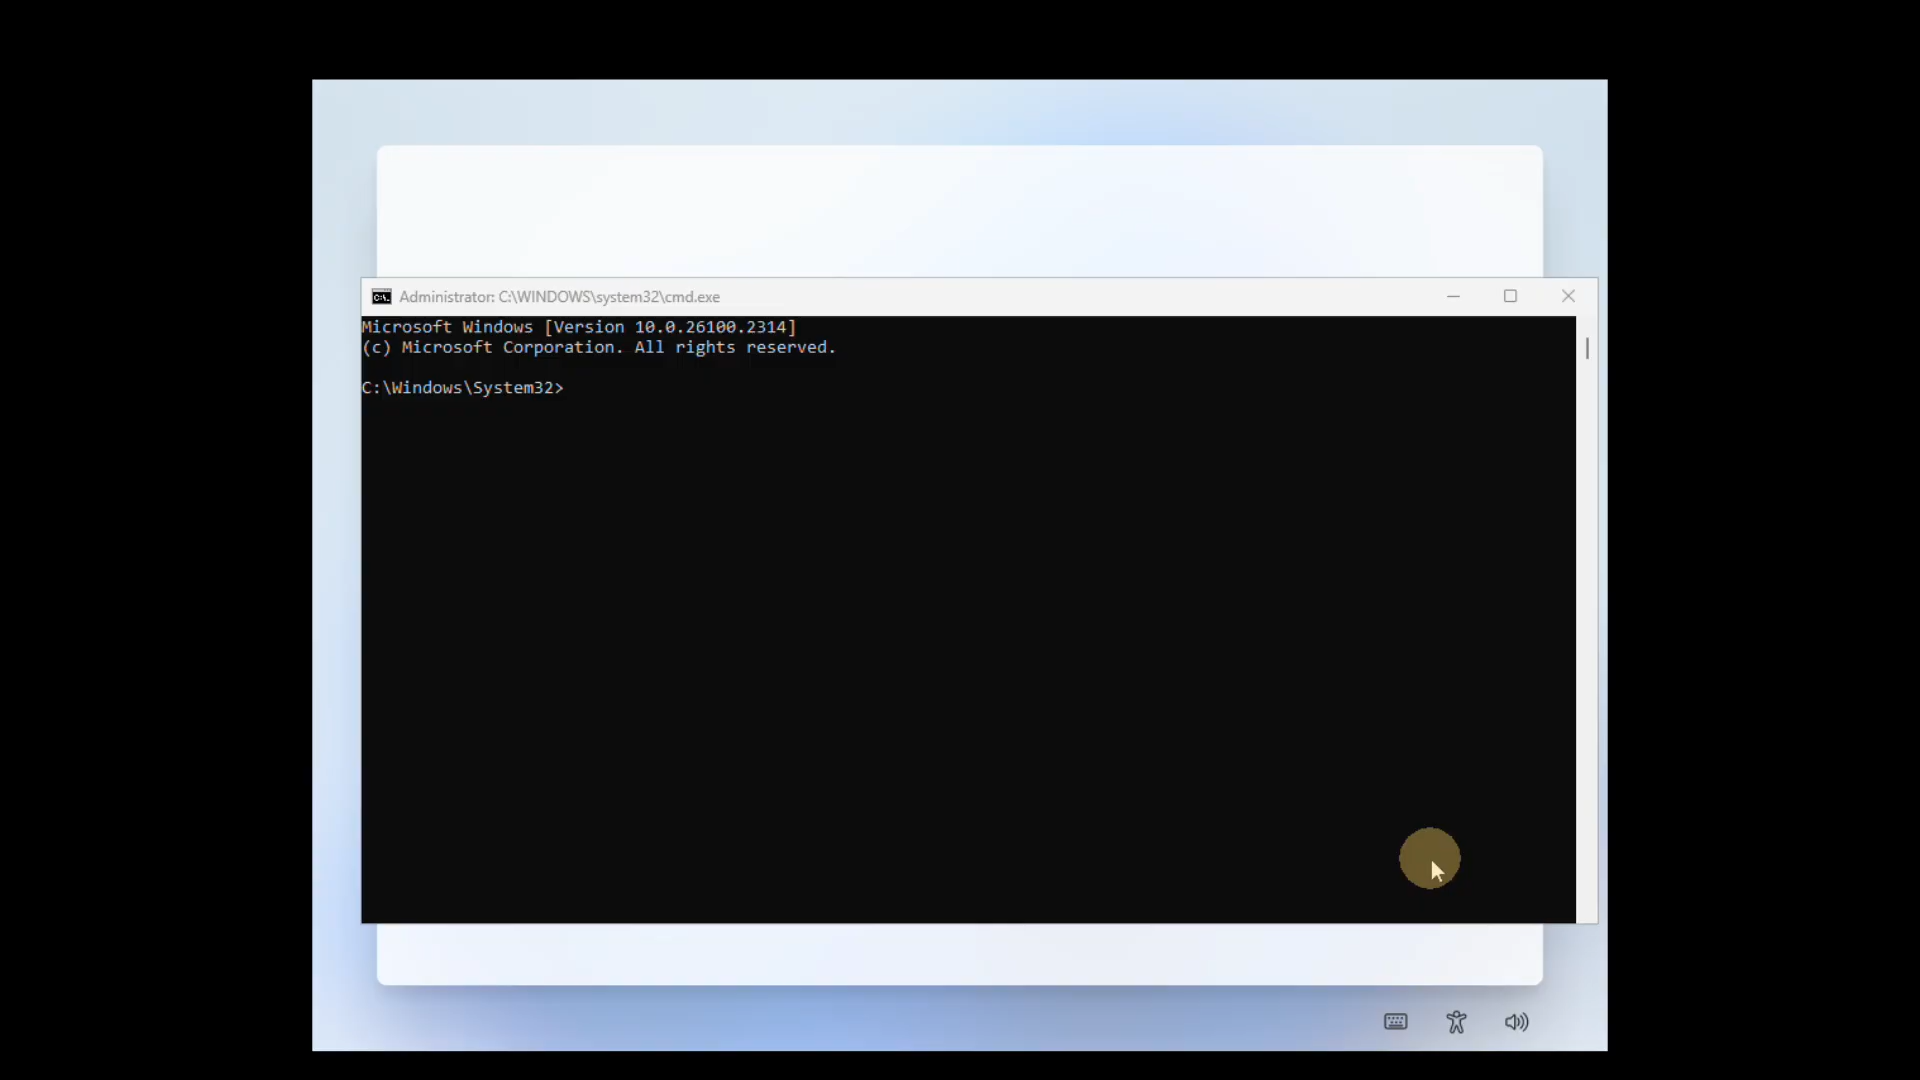 Administrator: C:\WINDOWS\system32\cmd.exe
Microsoft Windows [Version 10.0.26100.2314]
(c) Microsoft Corporation. All rights reserved.
C:\Windows\System32>